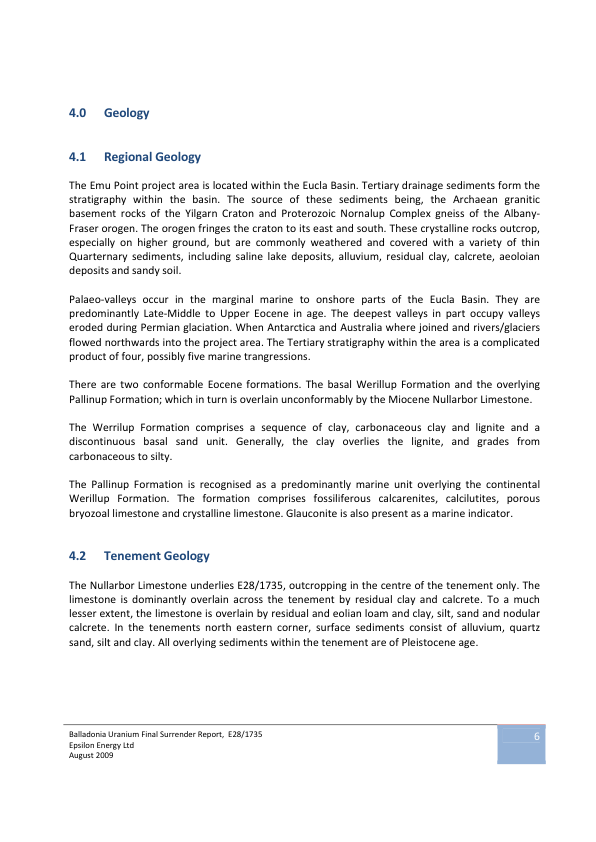 4.0 Geology
4.1 Regional Geology
The Emu Point project area is located within the Eucla Basin. Tertiary drainage sediments form the
stratigraphy within the basin. The source of these sediments being, the Archaean granitic
basement rocks of the Yilgarn Craton and Proterozoic Nornalup Complex gneiss of the Albany-
Fraser orogen. The orogen fringes the craton to its east and south. These crystalline rocks outcrop,
especially on higher ground, but are commonly weathered and covered with a variety of thin
Quarternary sediments, including saline lake deposits, alluvium, residual clay, calcrete, aeoloian
deposits and sandy soil.
Palaeo-valleys occur in the marginal marine to onshore parts of the Eucla Basin. They are
predominantly Late-Middle to Upper Eocene in age. The deepest valleys in part occupy valleys
eroded during Permian glaciation. When Antarctica and Australia where joined and rivers/glaciers
flowed northwards into the project area. The Tertiary stratigraphy within the area is a complicated
product of four, possibly five marine trangressions.
There are two conformable Eocene formations. The basal Werillup Formation and the overlying
Pallinup Formation; which in turn is overlain unconformably by the Miocene Nullarbor Limestone.
The Werrilup Formation comprises a sequence of clay, carbonaceous clay and lignite and a
discontinuous basal sand unit. Generally, the clay overlies the lignite, and grades from
carbonaceous to silty.
The Pallinup Formation is recognised as a predominantly marine unit overlying the continental
Werillup Formation. The formation comprises fossiliferous calcarenites, calcilutites, porous
bryozoal limestone and crystalline limestone. Glauconite is also present as a marine indicator.
4.2 Tenement Geology
The Nullarbor Limestone underlies E28/1735, outcropping in the centre of the tenement only. The
limestone is dominantly overlain across the tenement by residual clay and calcrete. To a much
lesser extent, the limestone is overlain by residual and eolian loam and clay, silt, sand and nodular
calcrete. In the tenements north eastern corner, surface sediments consist of alluvium, quartz
sand, silt and clay. All overlying sediments within the tenement are of Pleistocene age.
Balladonia Uranium Final Surrender Report, E28/1735
Epsilon Energy Ltd
August 2009
6